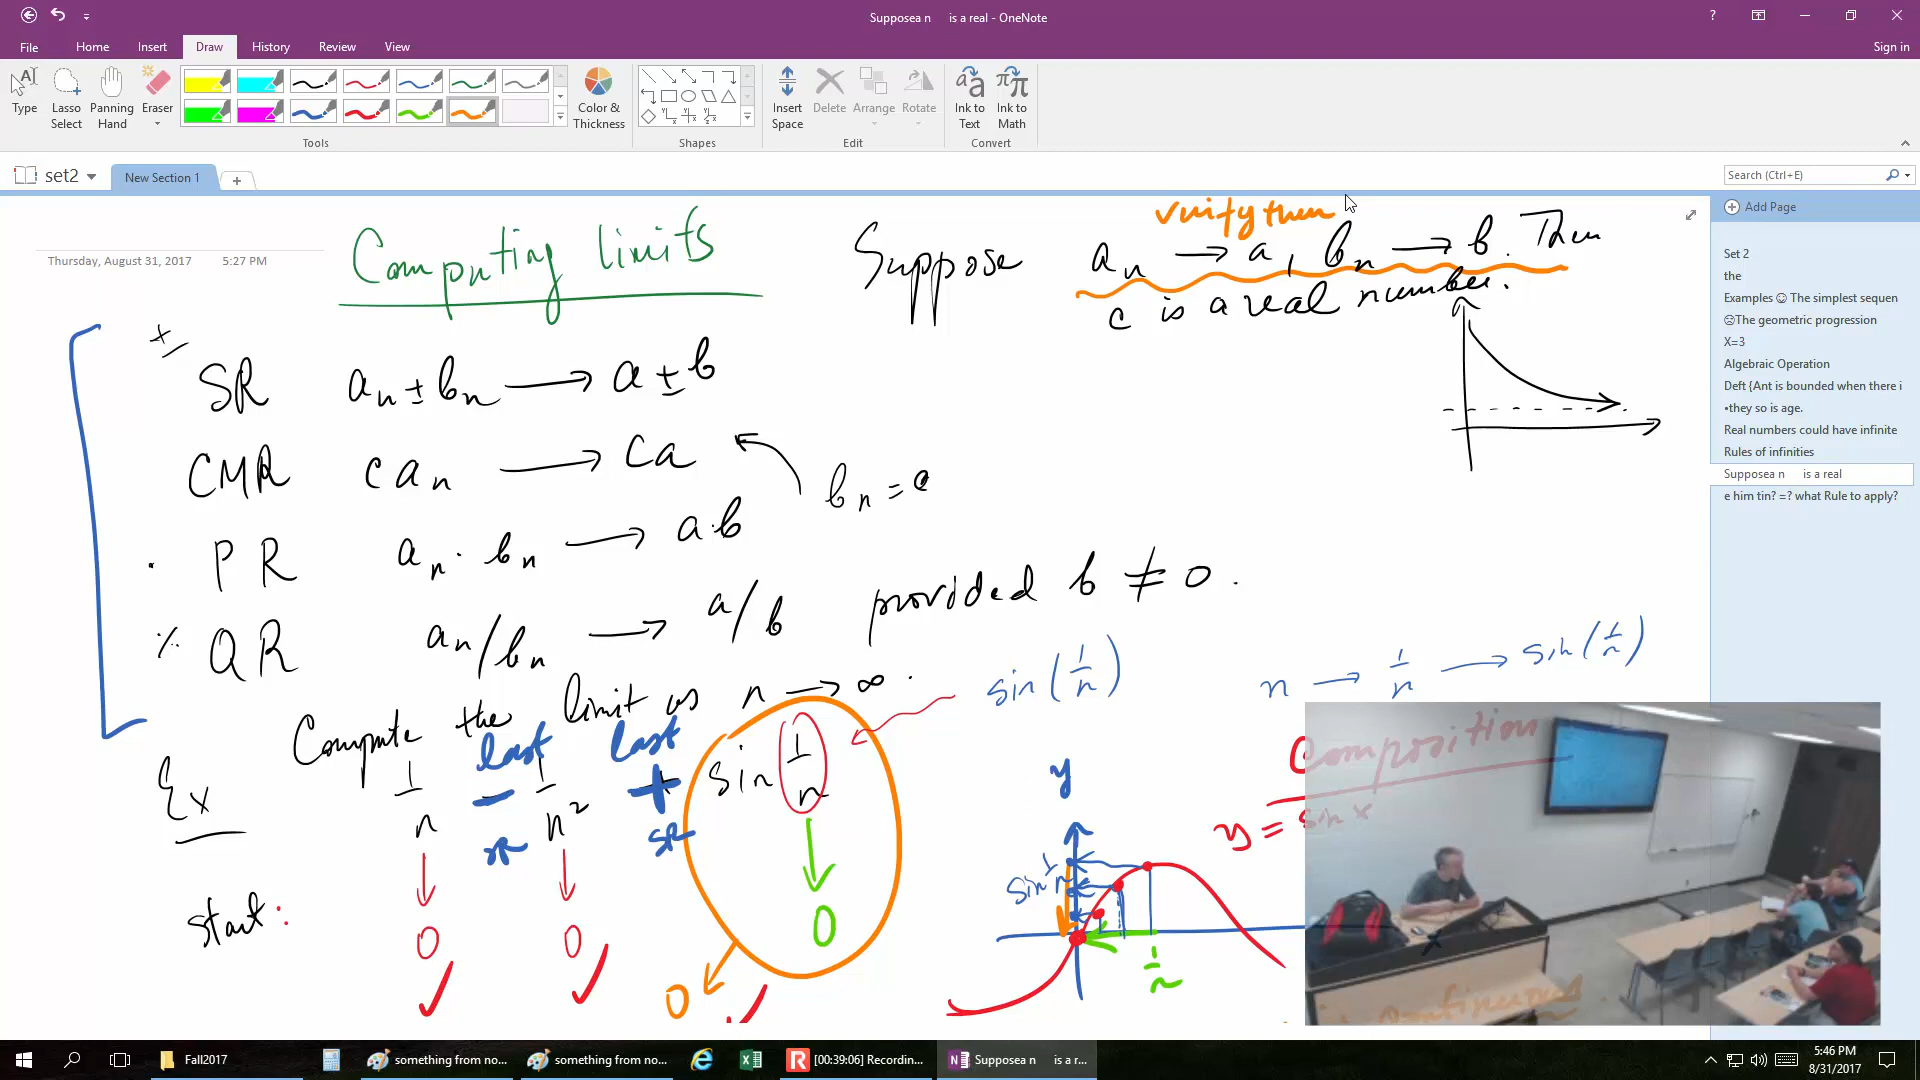 Supposea n is a real - OneNote
File Home Insert Draw History Review View Sign in
Type Lasso Select Panning Hand Eraser Color & Thickness Insert Space Delete Arrange Rotate Ink to Text Ink to Math
Tools Shapes Edit Convert
set2 New Section 1 Search (Ctrl+E)
Add Page
Set 2
the
Examples ☺ The simplest sequen
☹The geometric progression
X=3
Algebraic Operation
Deft {Ant is bounded when there i
•they so is age.
Real numbers could have infinite
Rules of infinities
Supposea n is a real
e him tin? =? what Rule to apply?
Thursday, August 31, 2017 5:27 PM
Computing limits
verify then
Suppose aₙ → a, bₙ → b. Then
c is a real number.
±
SR aₙ ± bₙ → a ± b
CMR c aₙ → ca
bₙ = c
· PR aₙ · bₙ → a·b
QR aₙ/bₙ → a/b provided b ≠ 0.
Compute the limit as n → ∞.
sin(1/n)
n → 1/n → sin(1/n)
last last
Ex 1/n − 1/n² + sin 1/n
SR SR
Composition
y
y = sin x
sin 1/n
1/n
start: 0 0 0
0
continuous
Fall2017 something from no... something from no... [00:39:06] Recordin... Supposea n is a r...
5:46 PM
8/31/2017